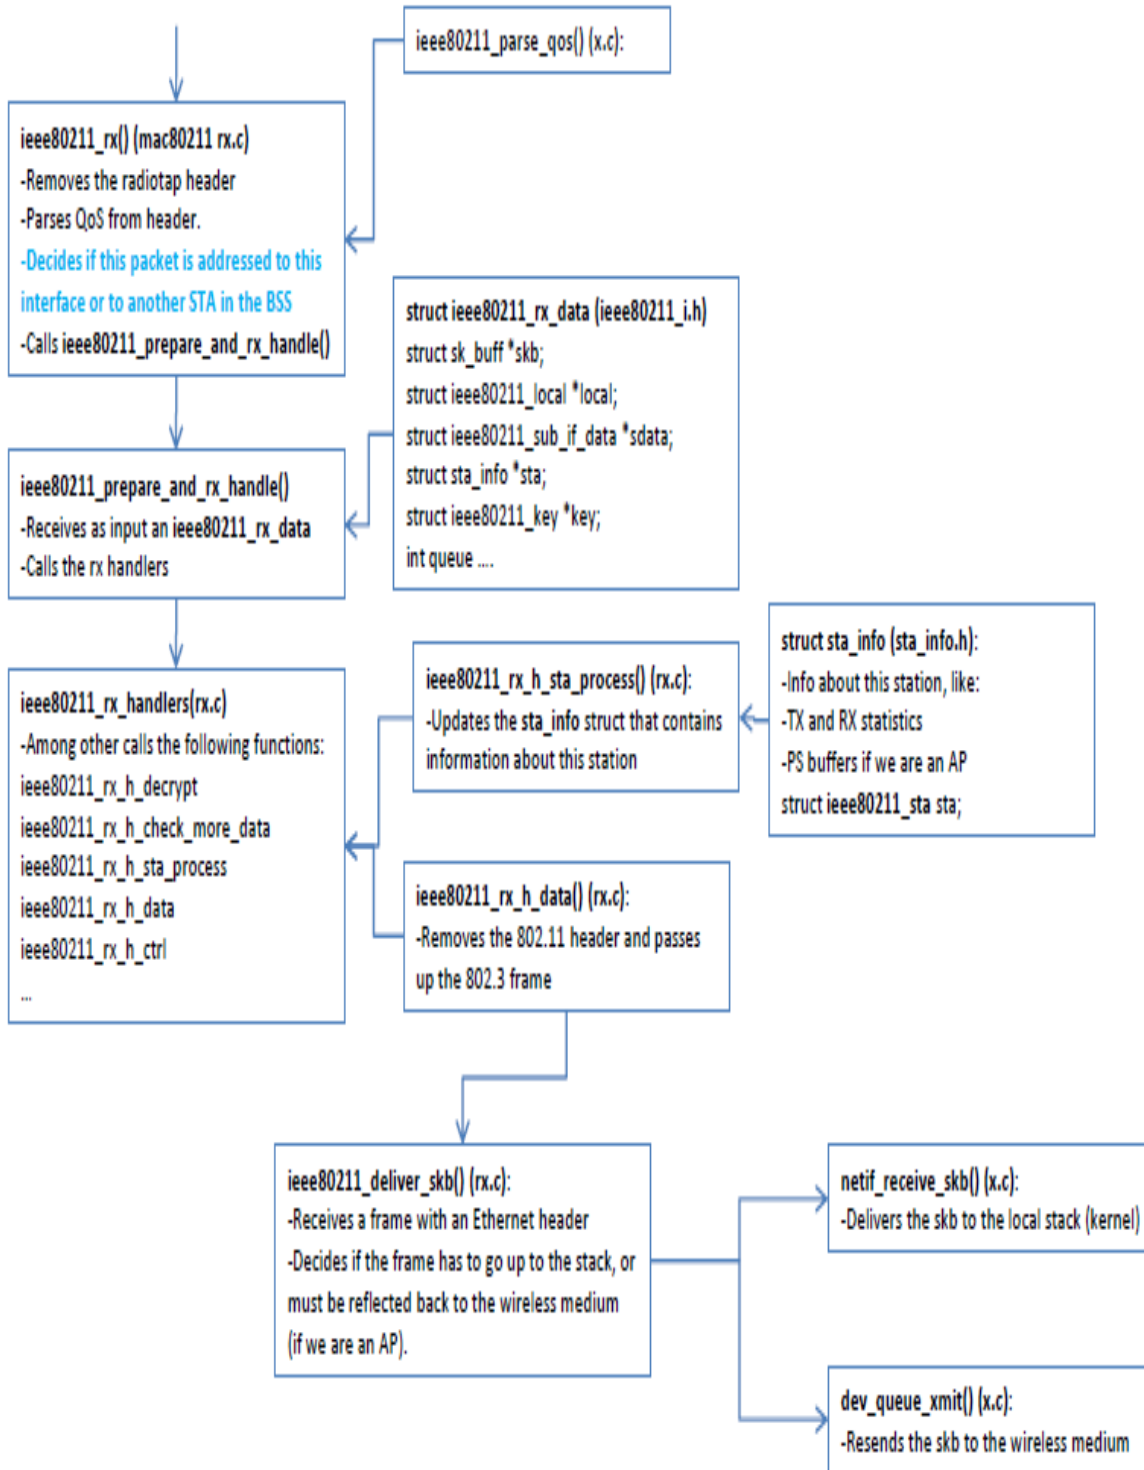 ieee80211_parse_qos() (x.c):
ieee80211_rx() (mac80211 rx.c)
-Removes the radiotap header
-Parses QoS from header.
-Decides if this packet is addressed to this
interface or to another STA in the BSS
-Calls ieee80211_prepare_and_rx_handle()
struct ieee80211_rx_data (ieee80211_i.h)
struct sk_buff *skb;
struct ieee80211_local *local;
struct ieee80211_sub_if_data *sdata;
struct sta_info *sta;
struct ieee80211_key *key;
int queue ....
ieee80211_prepare_and_rx_handle()
-Receives as input an ieee80211_rx_data
-Calls the rx handlers
struct sta_info (sta_info.h):
-Info about this station, like:
-TX and RX statistics
-PS buffers if we are an AP
struct ieee80211_sta sta;
ieee80211_rx_h_sta_process() (rx.c):
-Updates the sta_info struct that contains
information about this station
ieee80211_rx_handlers(rx.c)
-Among other calls the following functions:
ieee80211_rx_h_decrypt
ieee80211_rx_h_check_more_data
ieee80211_rx_h_sta_process
ieee80211_rx_h_data
ieee80211_rx_h_ctrl
...
ieee80211_rx_h_data() (rx.c):
-Removes the 802.11 header and passes
up the 802.3 frame
ieee80211_deliver_skb() (rx.c):
-Receives a frame with an Ethernet header
-Decides if the frame has to go up to the stack, or
must be reflected back to the wireless medium
(if we are an AP).
netif_receive_skb() (x.c):
-Delivers the skb to the local stack (kernel)
dev_queue_xmit() (x.c):
-Resends the skb to the wireless medium